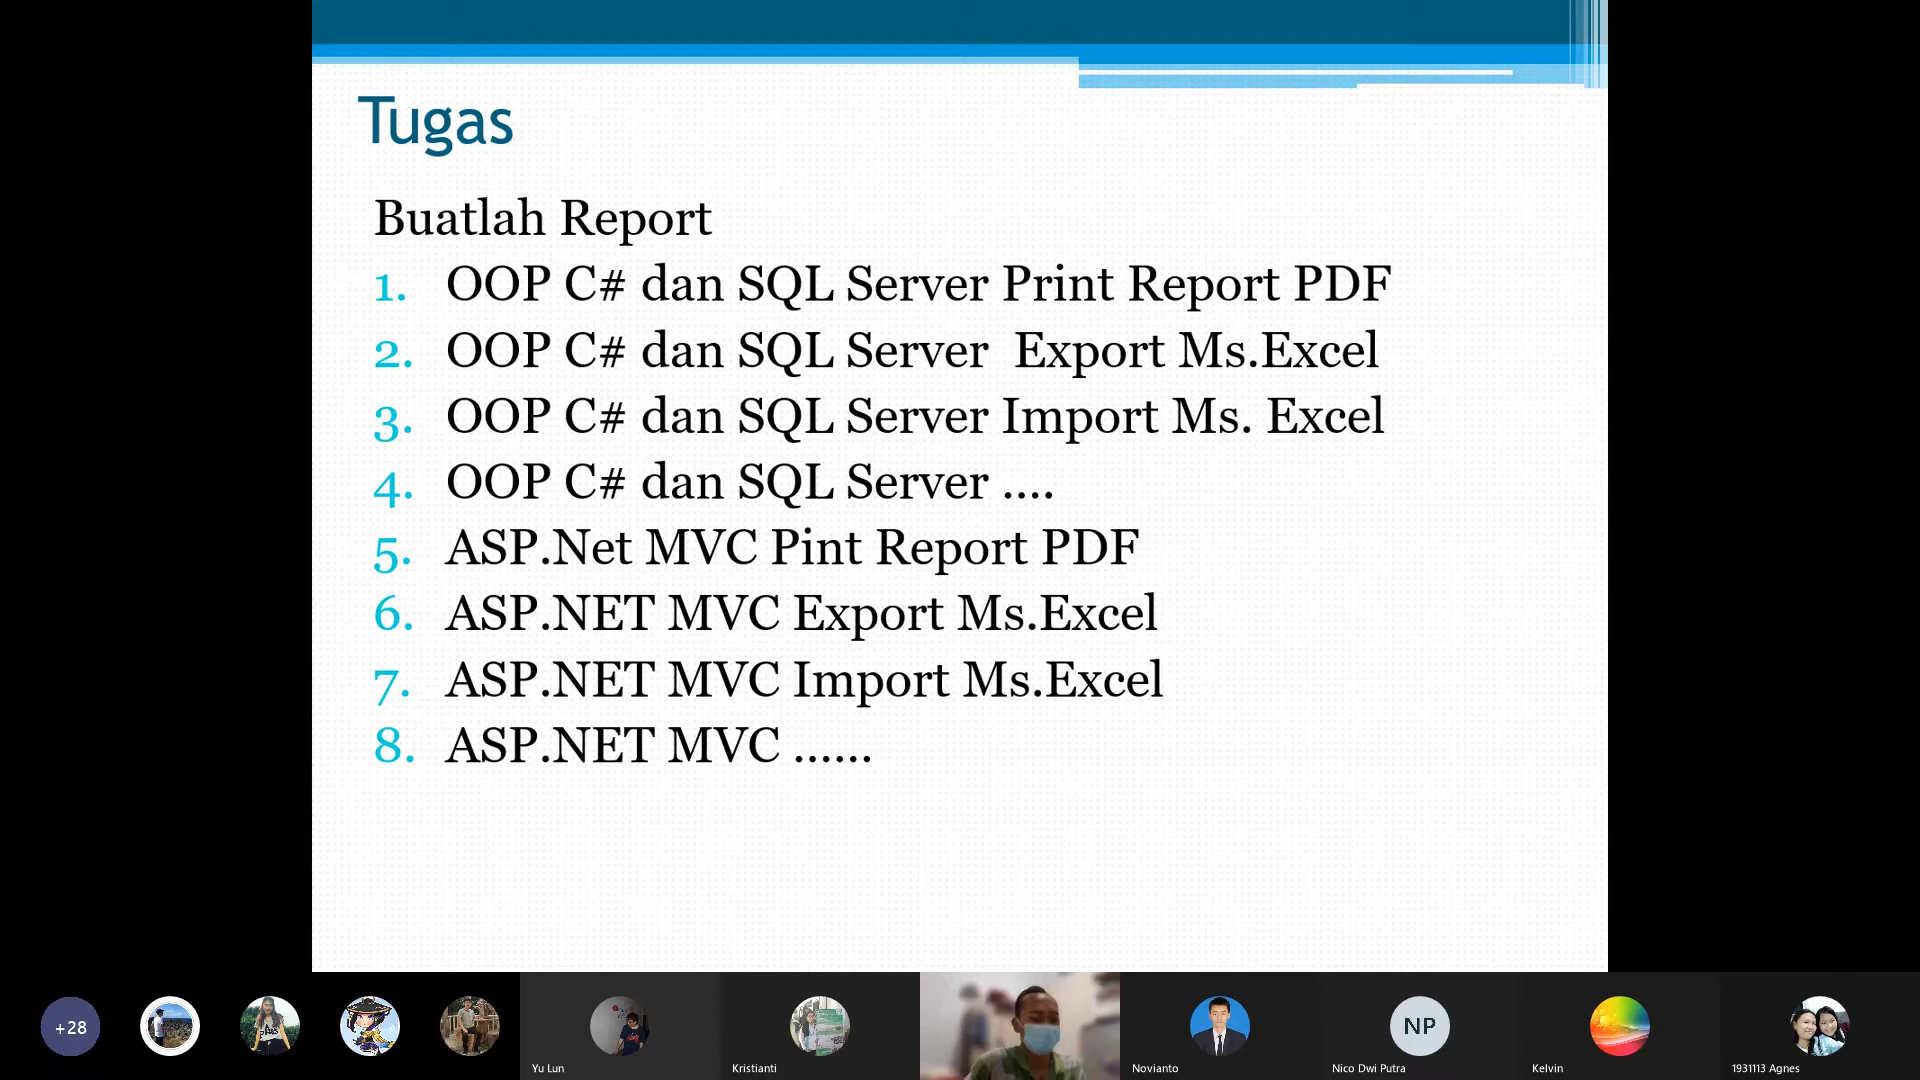 Tugas
Buatlah Report
1. OOP C# dan SQL Server Print Report PDF
2. OOP C# dan SQL Server  Export Ms.Excel
3. OOP C# dan SQL Server Import Ms. Excel
4. OOP C# dan SQL Server ....
5. ASP.Net MVC Pint Report PDF
6. ASP.NET MVC Export Ms.Excel
7. ASP.NET MVC Import Ms.Excel
8. ASP.NET MVC ......
+28
NP
Yu Lun
Kristianti
Novianto
Nico Dwi Putra
Kelvin
1931113 Agnes